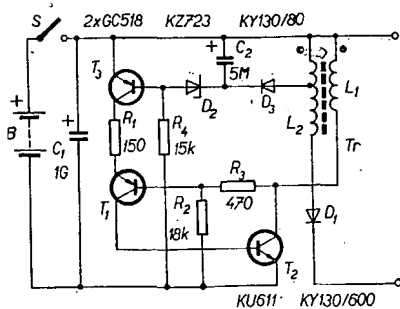 S 2xGC518 KZ723 KY130/80
+ C2
5M
T3
D2 D3
L1
L2
+
B
+
C1
1G
R1
150
R4
15k
Tr
R3
470
T1
R2
18k
D1
T2
KU611 KY130/600